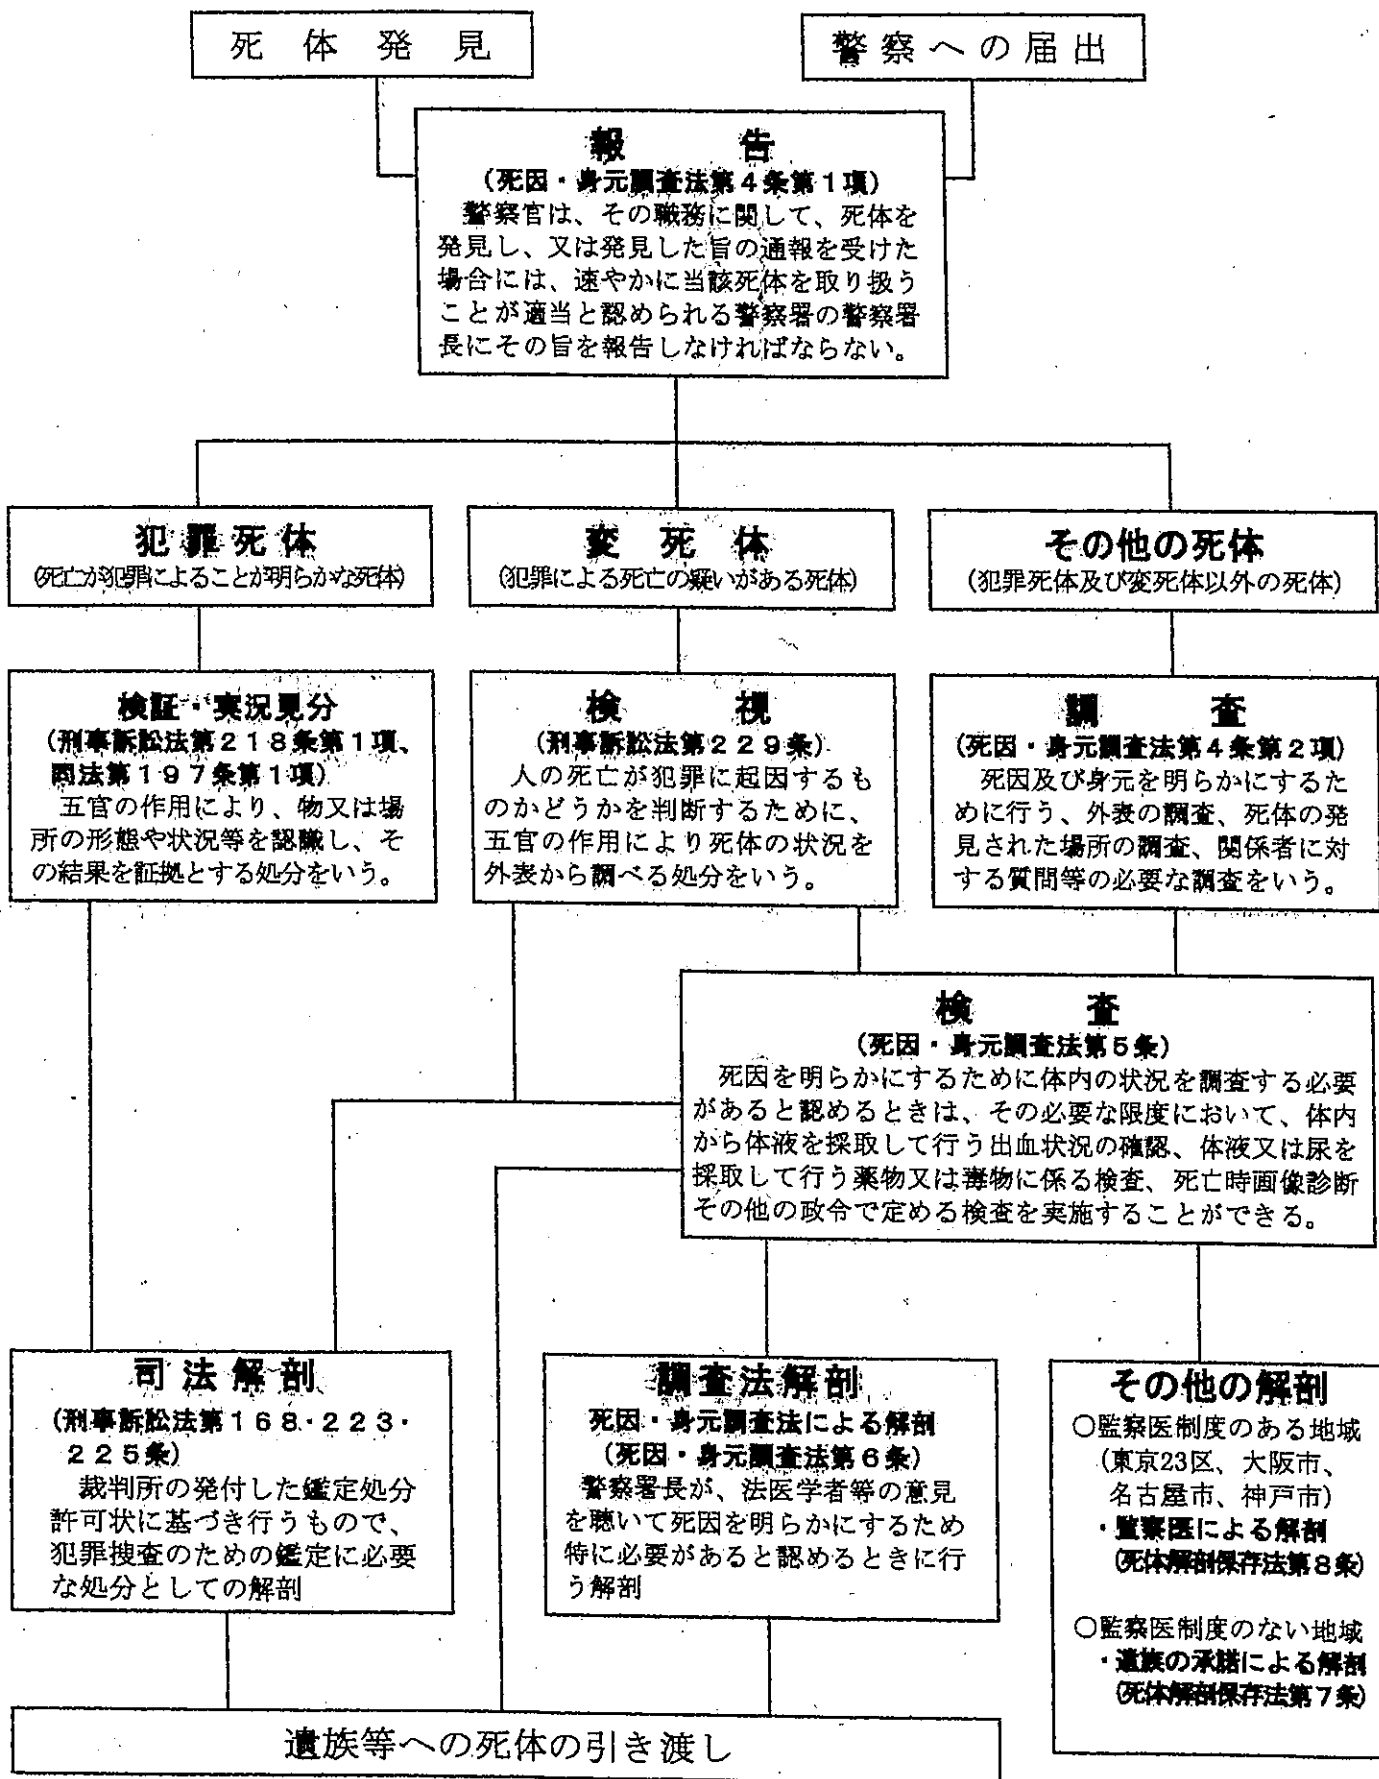 死体発見
警察への届出
報告
(死因・身元調査法第4条第1項)
警察官は、その職務に関して、死体を
発見し、又は発見した旨の通報を受けた
場合には、速やかに当該死体を取り扱う
ことが適当と認められる警察署の警察署
長にその旨を報告しなければならない。
犯罪死体
(死亡が犯罪によることが明らかな死体)
変死体
(犯罪による死亡の疑いがある死体)
その他の死体
(犯罪死体及び変死体以外の死体)
検証・実況見分
(刑事訴訟法第218条第1項、
同法第197条第1項)
五官の作用により、物又は場
所の形態や状況等を認識し、そ
の結果を証拠とする処分をいう。
検視
(刑事訴訟法第229条)
人の死亡が犯罪に起因するも
のかどうかを判断するために、
五官の作用により死体の状況を
外表から調べる処分をいう。
調査
(死因・身元調査法第4条第2項)
死因及び身元を明らかにするた
めに行う、外表の調査、死体の発
見された場所の調査、関係者に対
する質問等の必要な調査をいう。
検査
(死因・身元調査法第5条)
死因を明らかにするために体内の状況を調査する必要
があると認めるときは、その必要な限度において、体内
から体液を採取して行う出血状況の確認、体液又は尿を
採取して行う薬物又は毒物に係る検査、死亡時画像診断
その他の政令で定める検査を実施することができる。
司法解剖
(刑事訴訟法第168・223・
225条)
裁判所の発付した鑑定処分
許可状に基づき行うもので、
犯罪捜査のための鑑定に必要
な処分としての解剖
調査法解剖
死因・身元調査法による解剖
(死因・身元調査法第6条)
警察署長が、法医学者等の意見
を聴いて死因を明らかにするため
特に必要があると認めるときに行
う解剖
その他の解剖
○監察医制度のある地域
(東京23区、大阪市、
名古屋市、神戸市)
・監察医による解剖
(死体解剖保存法第8条)
○監察医制度のない地域
・遺族の承諾による解剖
(死体解剖保存法第7条)
遺族等への死体の引き渡し